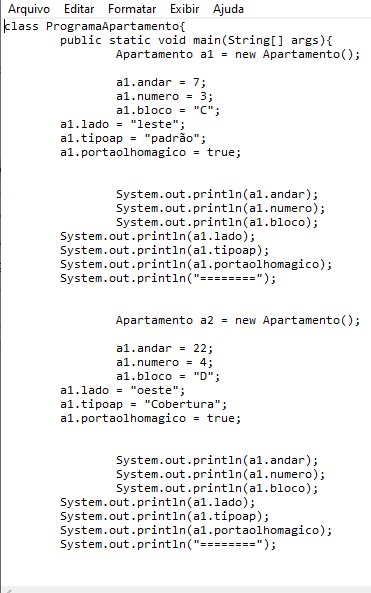 Arquivo Editar Formatar Exibir Ajuda
class ProgramaApartamento{
public static void main(String[] args){
Apartamento a1 = new Apartamento();
a1.andar = 7;
a1.numero = 3;
a1.bloco = "C";
a1.lado = "leste";
a1.tipoap = "padrão";
a1.portaolhomagico = true;
System.out.println(a1.andar);
System.out.println(a1.numero);
System.out.println(a1.bloco);
System.out.println(a1.lado);
System.out.println(a1.tipoap);
System.out.println(a1.portaolhomagico);
System.out.println("========");
Apartamento a2 = new Apartamento();
a1.andar = 22;
a1.numero = 4;
a1.bloco = "D";
a1.lado = "oeste";
a1.tipoap = "Cobertura";
a1.portaolhomagico = true;
System.out.println(a1.andar);
System.out.println(a1.numero);
System.out.println(a1.bloco);
System.out.println(a1.lado);
System.out.println(a1.tipoap);
System.out.println(a1.portaolhomagico);
System.out.println("========");